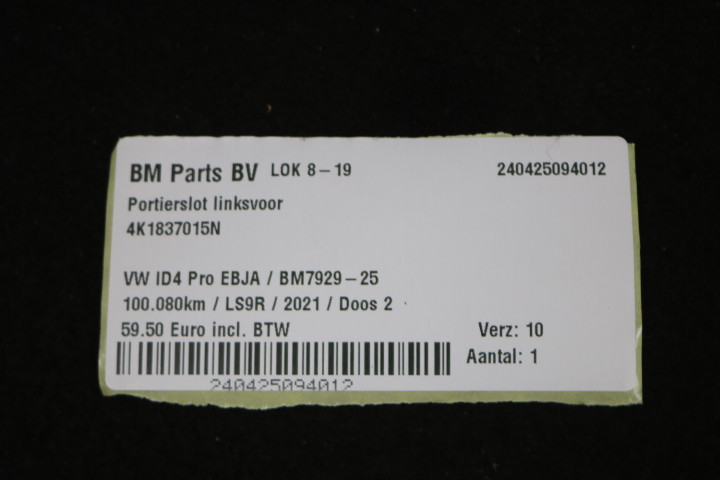 BM Parts BV LOK 8-19 240425094012
Portierslot linksvoor
4K1837015N
VW ID4 Pro EBJA / BM7929-25
100.080km / LS9R / 2021 / Doos 2
59.50 Euro incl. BTW Verz: 10
Aantal: 1
240425094012